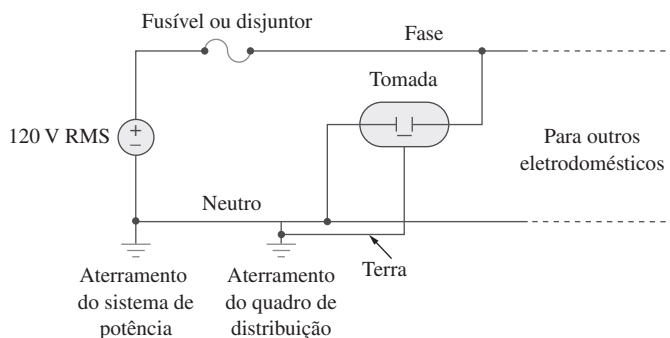 Fusível ou disjuntor
Fase
Tomada
120 V RMS
+
−
Para outros
eletrodomésticos
Neutro
Terra
Aterramento
do sistema de
potência
Aterramento
do quadro de
distribuição